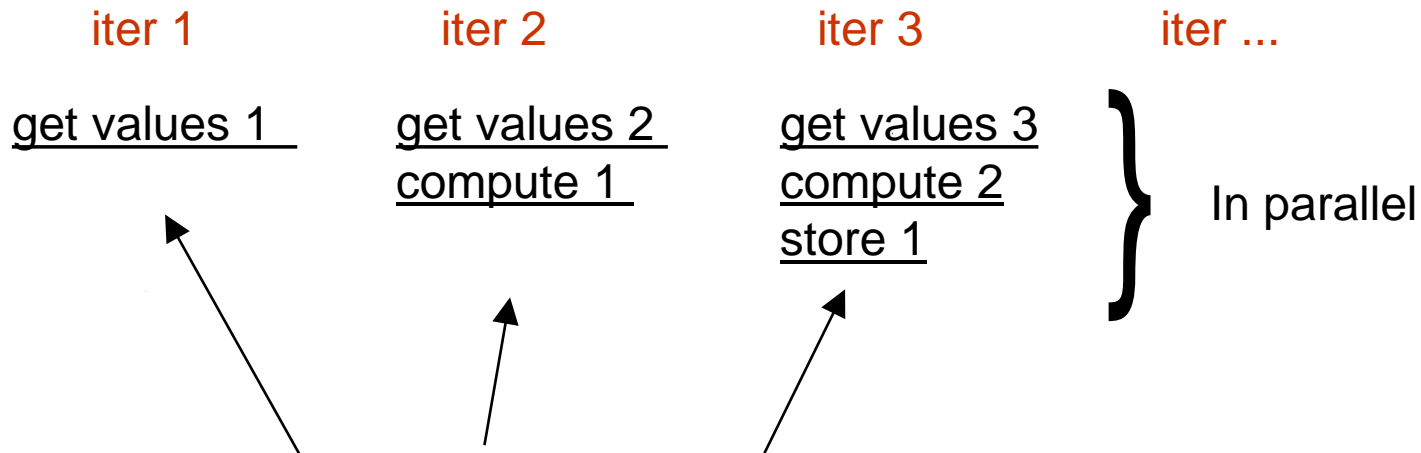 iter 1 iter 2 iter 3 iter ...
get values 1 get values 2 get values 3
compute 1 compute 2
store 1
In parallel